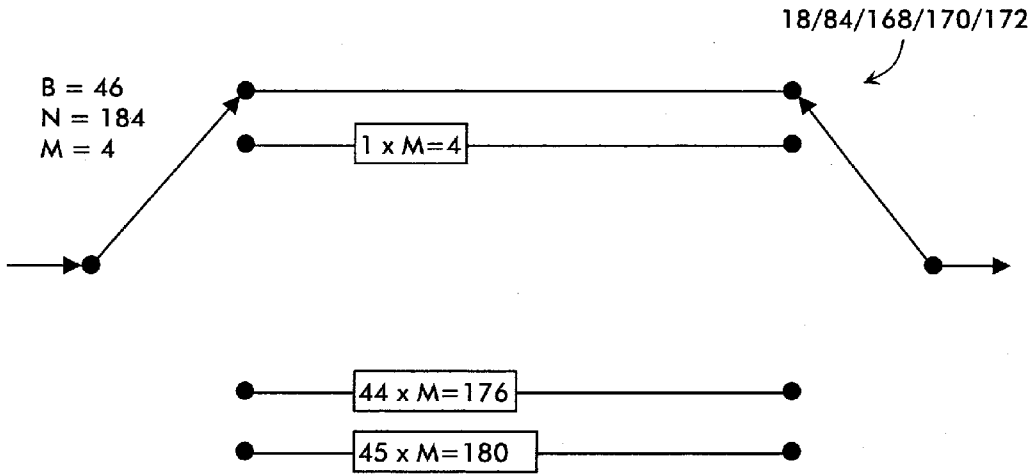 18/84/168/170/172
B = 46
N = 184
M = 4
1 x M=4
44 x M=176
45 x M=180